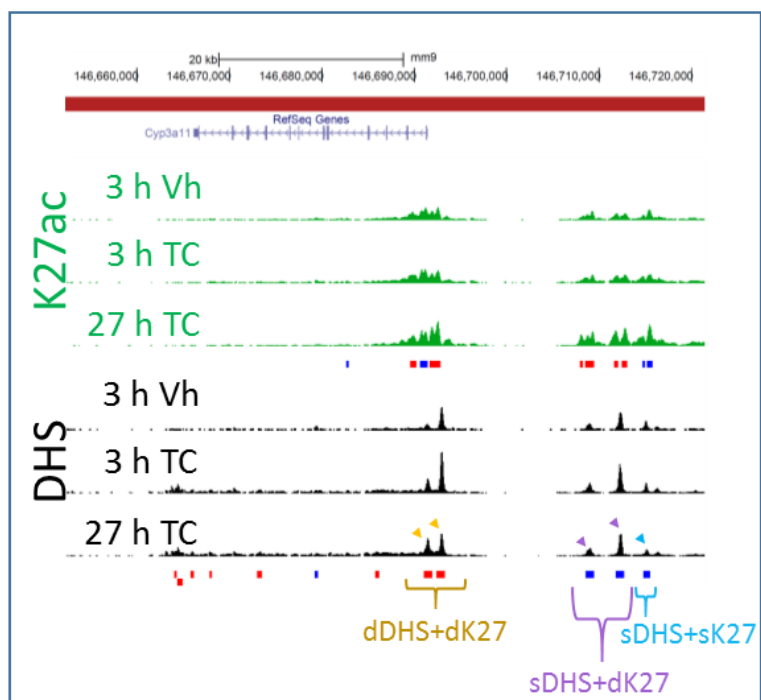 20 kb mm9
146,660,000 146,670,000 146,680,000 146,690,000 146,700,000 146,710,000 146,720,000
RefSeq Genes
Cyp3a11
K27ac
3 h Vh
3 h TC
27 h TC
DHS
3 h Vh
3 h TC
27 h TC
dDHS+dK27
sDHS+sK27
sDHS+dK27